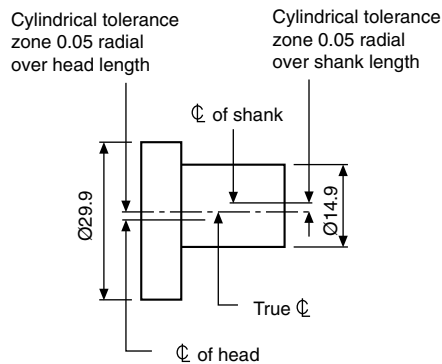 Cylindrical tolerance
zone 0.05 radial
over head length
Cylindrical tolerance
zone 0.05 radial
over shank length
℄ of shank
Ø29.9
Ø14.9
True ℄
℄ of head